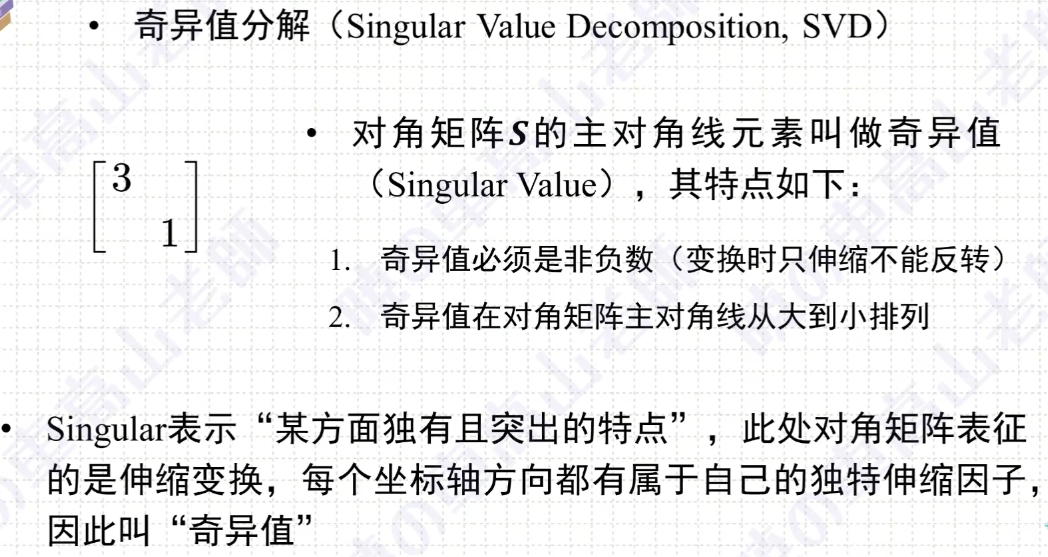 • 奇异值分解（Singular Value Decomposition, SVD）
• 对角矩阵S的主对角线元素叫做奇异值
（Singular Value），其特点如下：
3
1
1. 奇异值必须是非负数（变换时只伸缩不能反转）
2. 奇异值在对角矩阵主对角线从大到小排列
• Singular表示“某方面独有且突出的特点”，此处对角矩阵表征
的是伸缩变换，每个坐标轴方向都有属于自己的独特伸缩因子，
因此叫“奇异值”